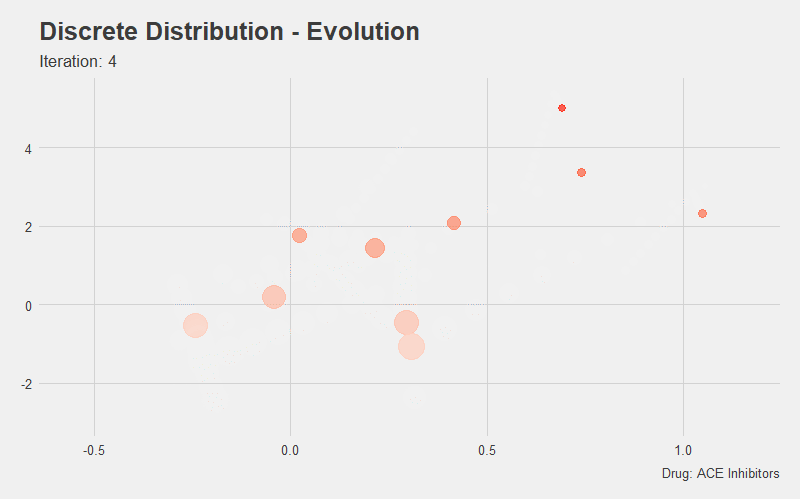 Discrete Distribution - Evolution
Iteration: 4
4
2
0
-2
-0.5 0.0 0.5 1.0
Drug: ACE Inhibitors